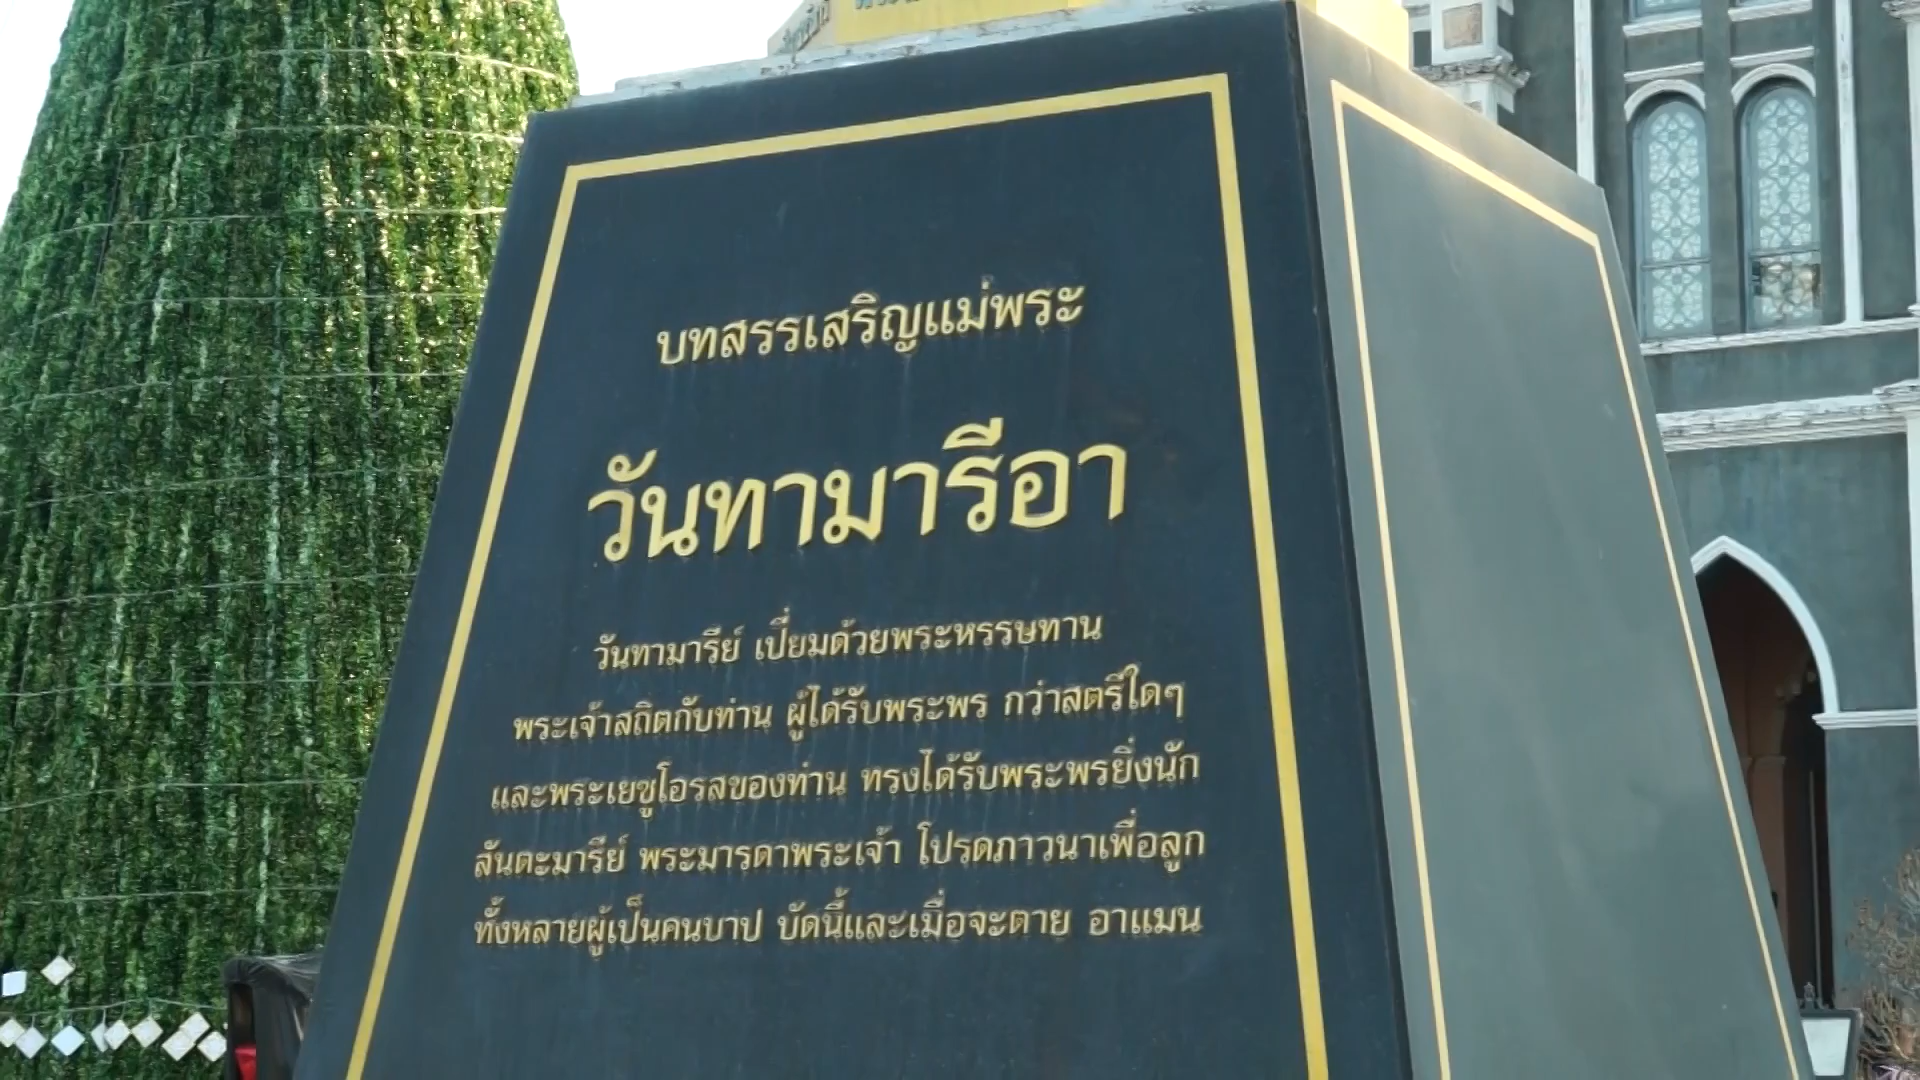 บทสรรเสริญแม่พระ
วันทามารีอา
วันทามารีย์ เปี่ยมด้วยพระหรรษทาน
พระเจ้าสถิตกับท่าน ผู้ได้รับพระพร กว่าสตรีใดๆ
และพระเยซูโอรสของท่าน ทรงได้รับพระพรยิ่งนัก
สันตะมารีย์ พระมารดาพระเจ้า โปรดภาวนาเพื่อลูก
ทั้งหลายผู้เป็นคนบาป บัดนี้และเมื่อจะตาย อาแมน